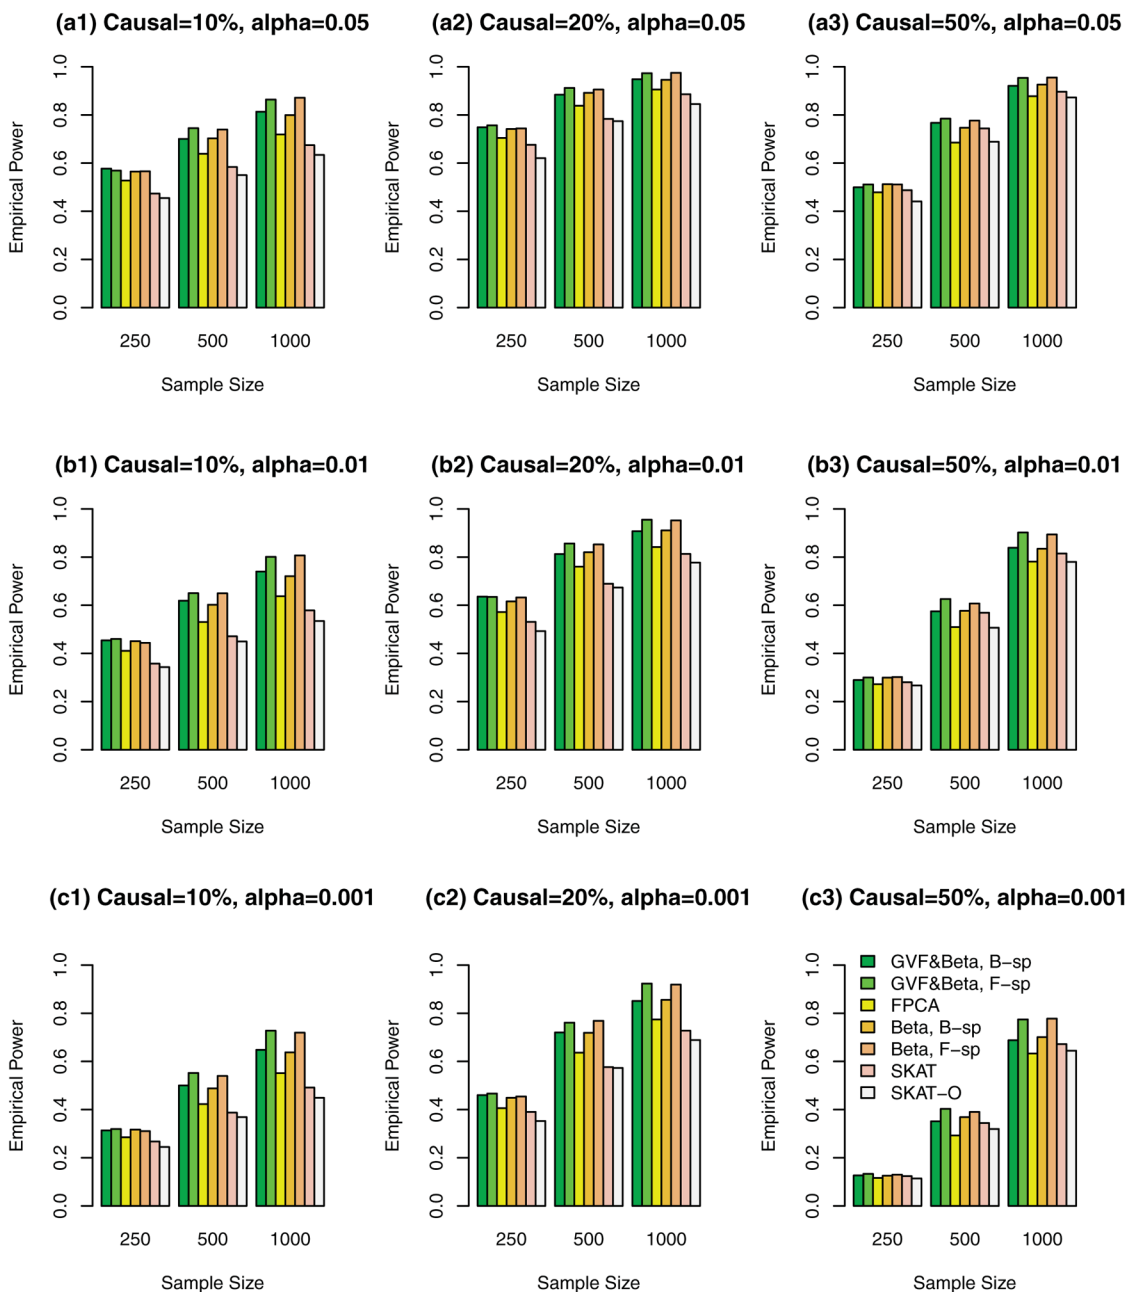 (a1) Causal=10%, alpha=0.05
Empirical Power
0.0 0.2 0.4 0.6 0.8 1.0
250 500 1000
Sample Size
(a2) Causal=20%, alpha=0.05
Empirical Power
0.0 0.2 0.4 0.6 0.8 1.0
250 500 1000
Sample Size
(a3) Causal=50%, alpha=0.05
Empirical Power
0.0 0.2 0.4 0.6 0.8 1.0
250 500 1000
Sample Size
(b1) Causal=10%, alpha=0.01
Empirical Power
0.0 0.2 0.4 0.6 0.8 1.0
250 500 1000
Sample Size
(b2) Causal=20%, alpha=0.01
Empirical Power
0.0 0.2 0.4 0.6 0.8 1.0
250 500 1000
Sample Size
(b3) Causal=50%, alpha=0.01
Empirical Power
0.0 0.2 0.4 0.6 0.8 1.0
250 500 1000
Sample Size
(c1) Causal=10%, alpha=0.001
Empirical Power
0.0 0.2 0.4 0.6 0.8 1.0
250 500 1000
Sample Size
(c2) Causal=20%, alpha=0.001
Empirical Power
0.0 0.2 0.4 0.6 0.8 1.0
250 500 1000
Sample Size
(c3) Causal=50%, alpha=0.001
Empirical Power
0.0 0.2 0.4 0.6 0.8 1.0
GVF&Beta, B−sp
GVF&Beta, F−sp
FPCA
Beta, B−sp
Beta, F−sp
SKAT
SKAT−O
250 500 1000
Sample Size